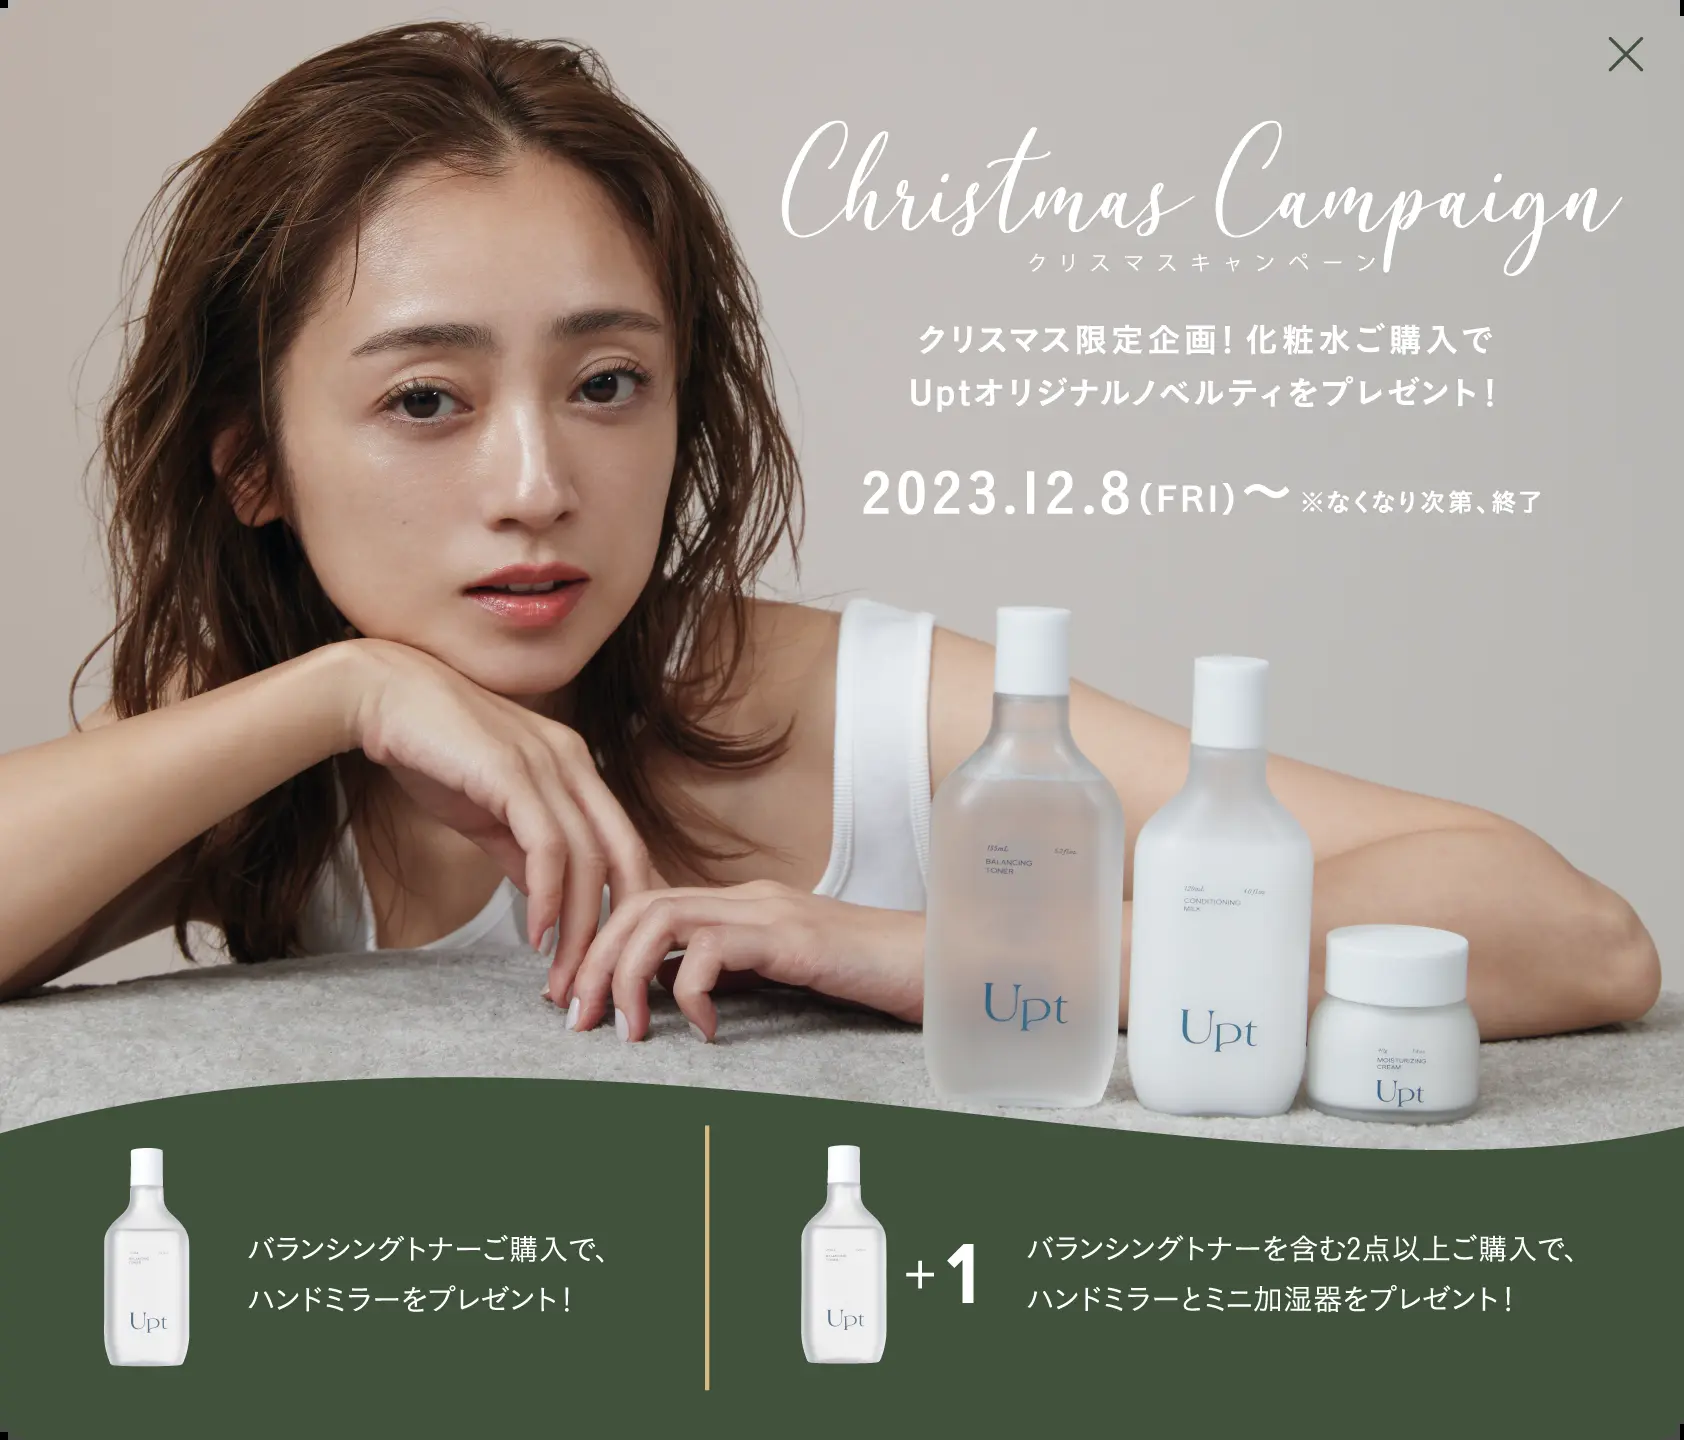 Christmas Campaign
クリスマスキャンペーン
クリスマス限定企画！化粧水ご購入で
Uptオリジナルノベルティをプレゼント！
2023.12.8(FRI)〜※なくなり次第、終了
BALANCING
TONER
Upt
CONDITIONING
MILK
Upt
MOISTURIZING
CREAM
Upt
Upt
バランシングトナーご購入で、
ハンドミラーをプレゼント！
Upt
+1
バランシングトナーを含む2点以上ご購入で、
ハンドミラーとミニ加湿器をプレゼント！